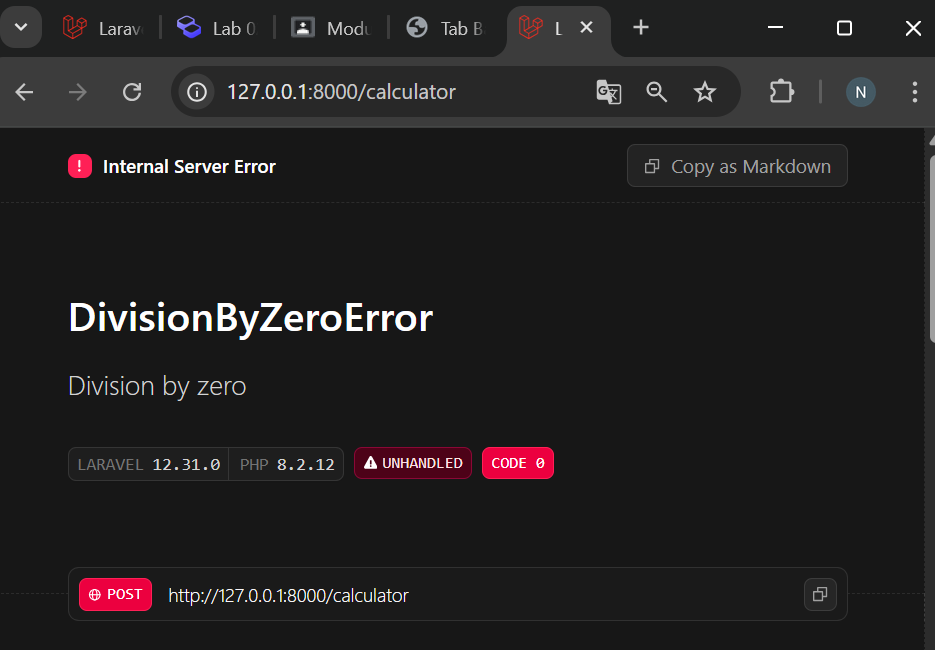 Larav
Lab 0
Modu
Tab B
L
127.0.0.1:8000/calculator
N
Internal Server Error
Copy as Markdown
DivisionByZeroError
Division by zero
LARAVEL 12.31.0 PHP 8.2.12 UNHANDLED CODE 0
POST http://127.0.0.1:8000/calculator